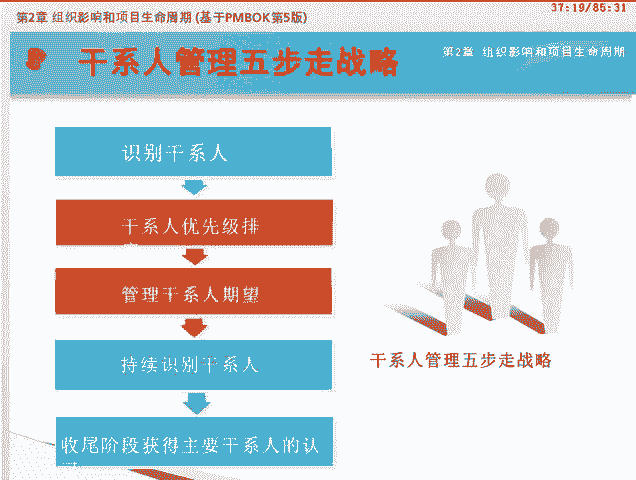 第2章 组织影响和项目生命周期 (基于PMBOK第5版)
37:19/85:31
干系人管理五步走战略
第2章 组织影响和项目生命周期
识别干系人
干系人优先级排
管理干系人期望
持续识别干系人
收尾阶段获得主要干系人的认
干系人管理五步走战略